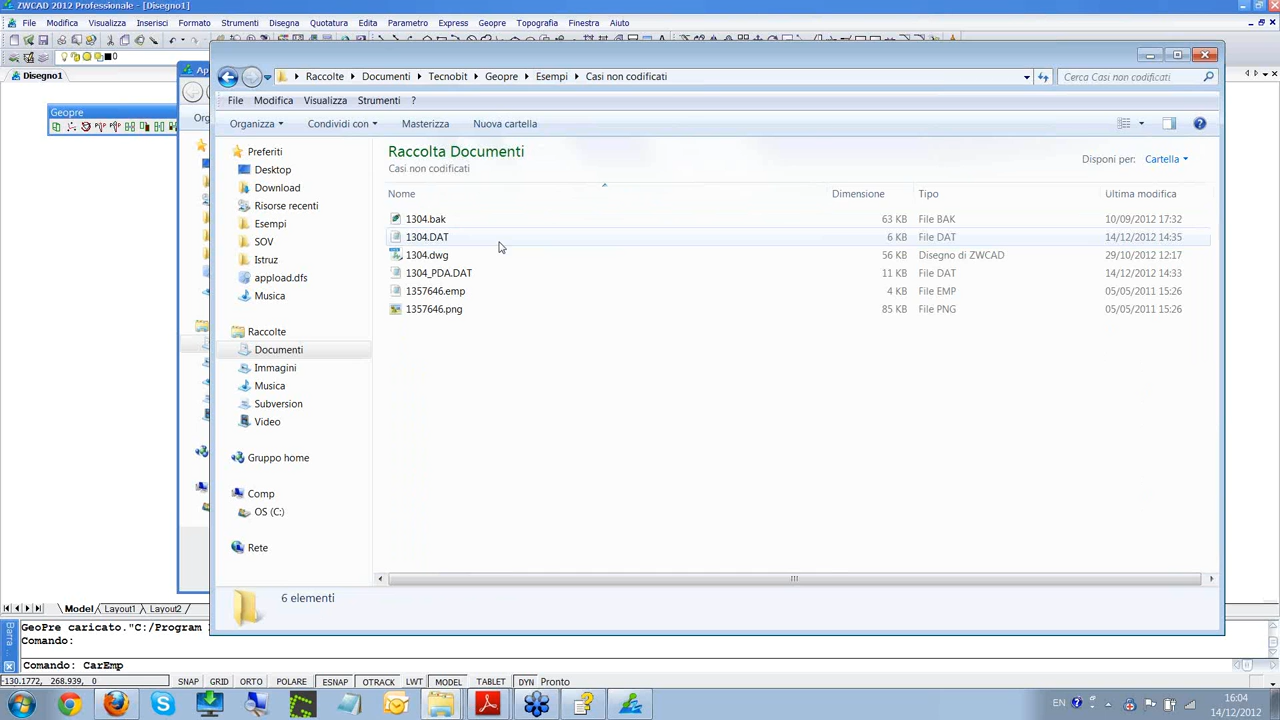 ZWCAD 2012 Professionale - [Disegno1]
File Modifica Visualizza Inserisci Formato Strumenti Disegna Quotatura Edita Parametro Express Geopre Topografia Finestra Aiuto
0
Disegno1
Geopre
Raccolte Documenti Tecnobit Geopre Esempi Casi non codificati
Cerca Casi non codificati
File Modifica Visualizza Strumenti ?
Organizza Condividi con Masterizza Nuova cartella
Raccolta Documenti
Casi non codificati
Disponi per: Cartella
Nome Dimensione Tipo Ultima modifica
1304.bak 63 KB File BAK 10/09/2012 17:32
1304.DAT 6 KB File DAT 14/12/2012 14:35
1304.dwg 56 KB Disegno di ZWCAD 29/10/2012 12:17
1304_PDA.DAT 11 KB File DAT 14/12/2012 14:33
1357646.emp 4 KB File EMP 05/05/2011 15:26
1357646.png 85 KB File PNG 05/05/2011 15:26
Preferiti
Desktop
Download
Risorse recenti
Esempi
SOV
Istruz
appload.dfs
Musica
Raccolte
Documenti
Immagini
Musica
Subversion
Video
Gruppo home
Comp
OS (C:)
Rete
6 elementi
Model Layout1 Layout2
GeoPre caricato."C:/Program
Comando:
Comando: CarEmp
Barra
-130.1772, 268.939, 0 SNAP GRID ORTO POLARE ESNAP OTRACK LWT MODEL TABLET DYN Pronto
EN
16:04
14/12/2012